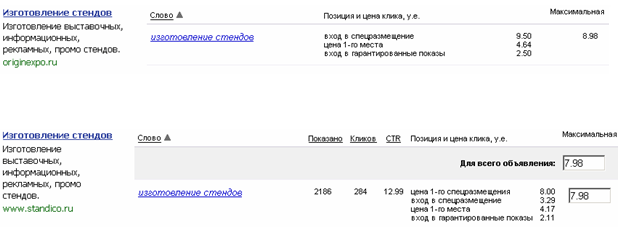 Изготовление стендов
Изготовление выставочных,
информационных,
рекламных, промо стендов.
originexpo.ru
Слово ▲ Позиция и цена клика, у.е. Максимальная
изготовление стендов вход в спецразмещение 9.50 8.98
цена 1-го места 4.64
вход в гарантированные показы 2.50
Изготовление стендов
Изготовление
выставочных,
информационных,
рекламных, промо
стендов.
www.standico.ru
Слово ▲ Показано Кликов CTR Позиция и цена клика, у.е. Максимальная
Для всего объявления: 7.98
изготовление стендов 2186 284 12.99 цена 1-го спецразмещения 8.00 7.98
вход в спецразмещение 3.29
цена 1-го места 4.17
вход в гарантированные показы 2.11